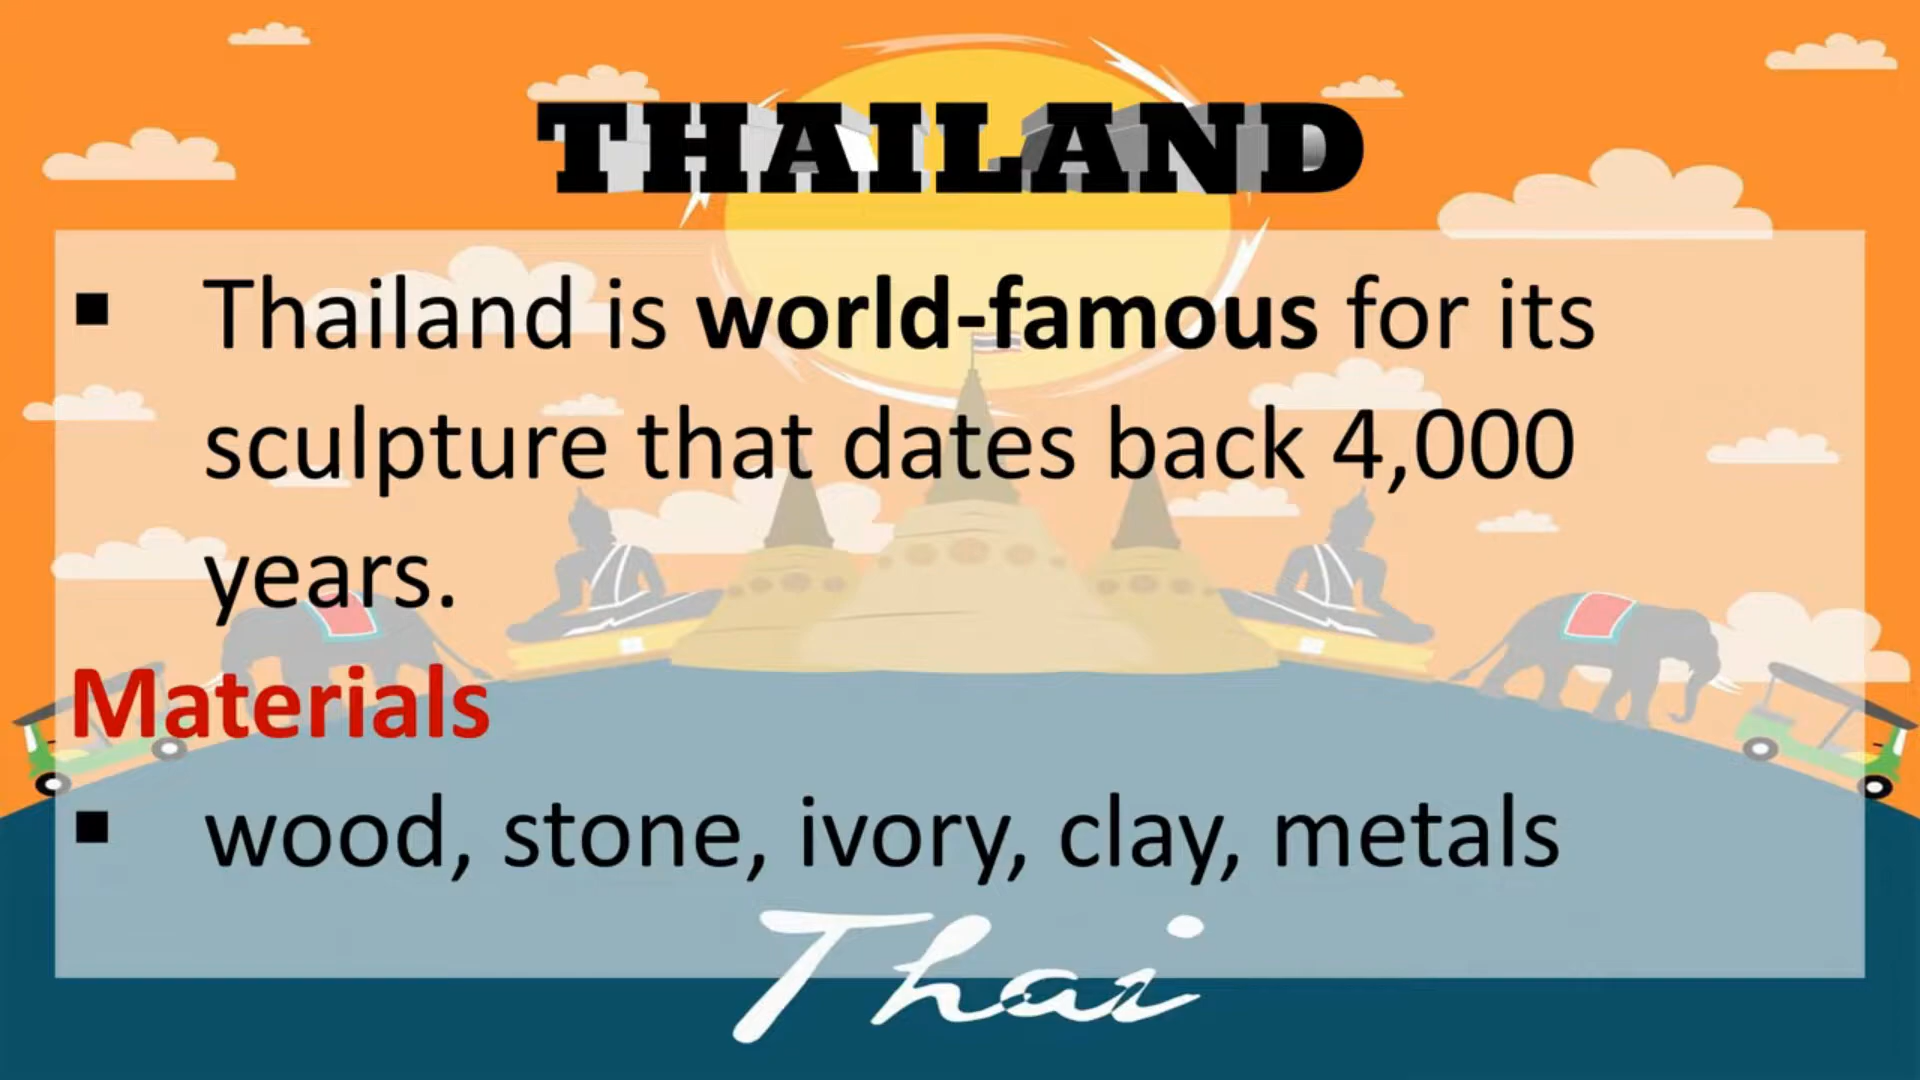 THAILAND
▪ Thailand is world-famous for its
sculpture that dates back 4,000
years.
Materials
▪ wood, stone, ivory, clay, metals
Thai